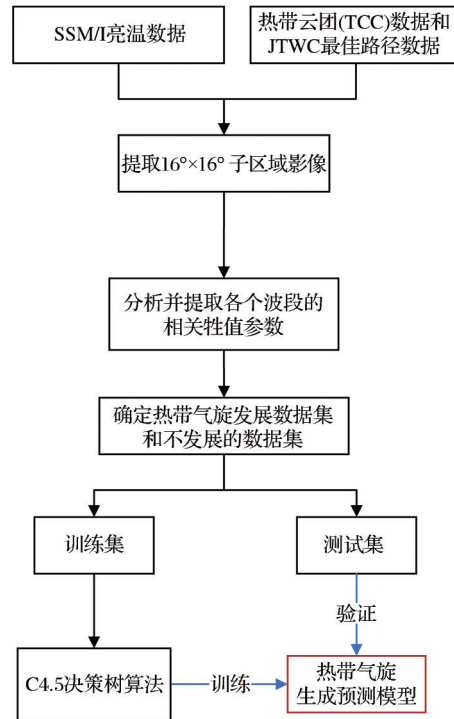 SSM/I亮温数据
热带云团(TCC)数据和
JTWC最佳路径数据
提取16°×16° 子区域影像
分析并提取各个波段的
相关牲值参数
确定热带气旋发展数据集
和不发展的数据集
训练集
测试集
验证
C4.5决策树算法
训练
热带气旋
生成预测模型